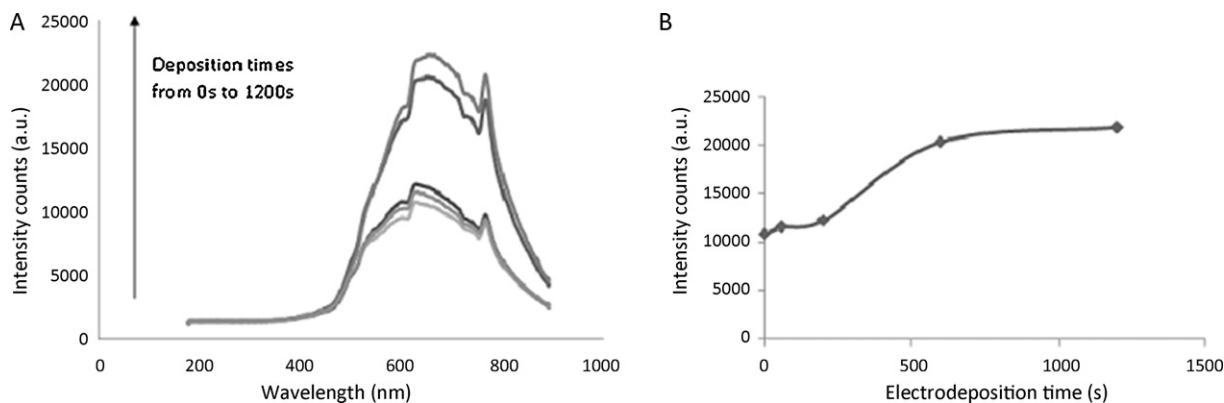 A
Intensity counts (a.u.)
25000
20000
15000
10000
5000
0
Deposition times
from 0s to 1200s
0 200 400 600 800 1000
Wavelength (nm)
B
Intensity counts (a.u.)
25000
20000
15000
10000
5000
0
0 500 1000 1500
Electrodeposition time (s)